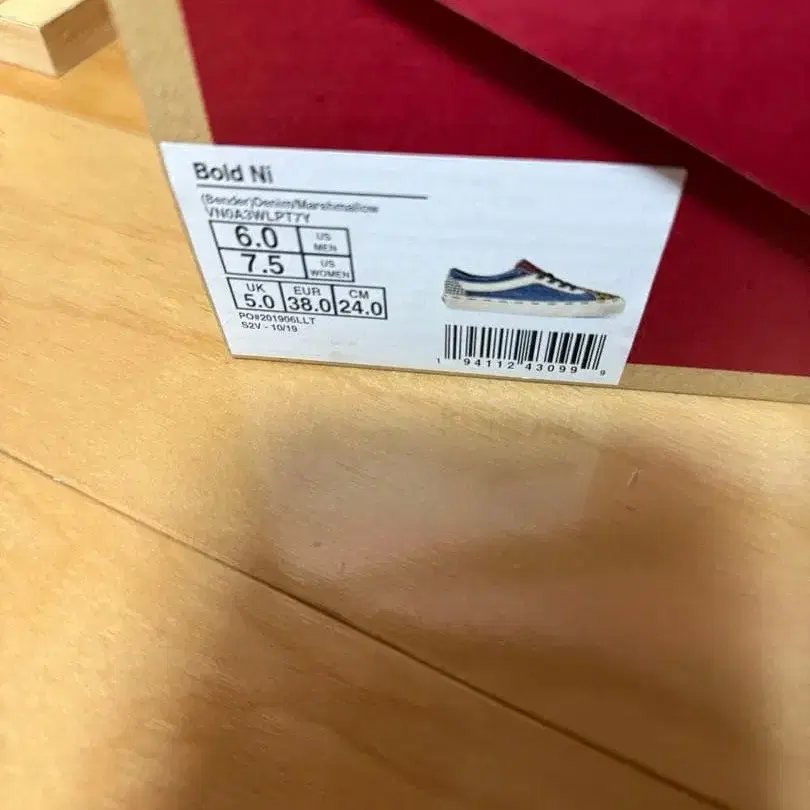 Bold Ni
(Bender)Denim/Marshmallow
VN0A3WLPT7Y
6.0 US MEN
7.5 US WOMEN
UK 5.0 EUR 38.0 CM 24.0
PO#201906LLT
S2V - 10/19
1 94112 43099 9